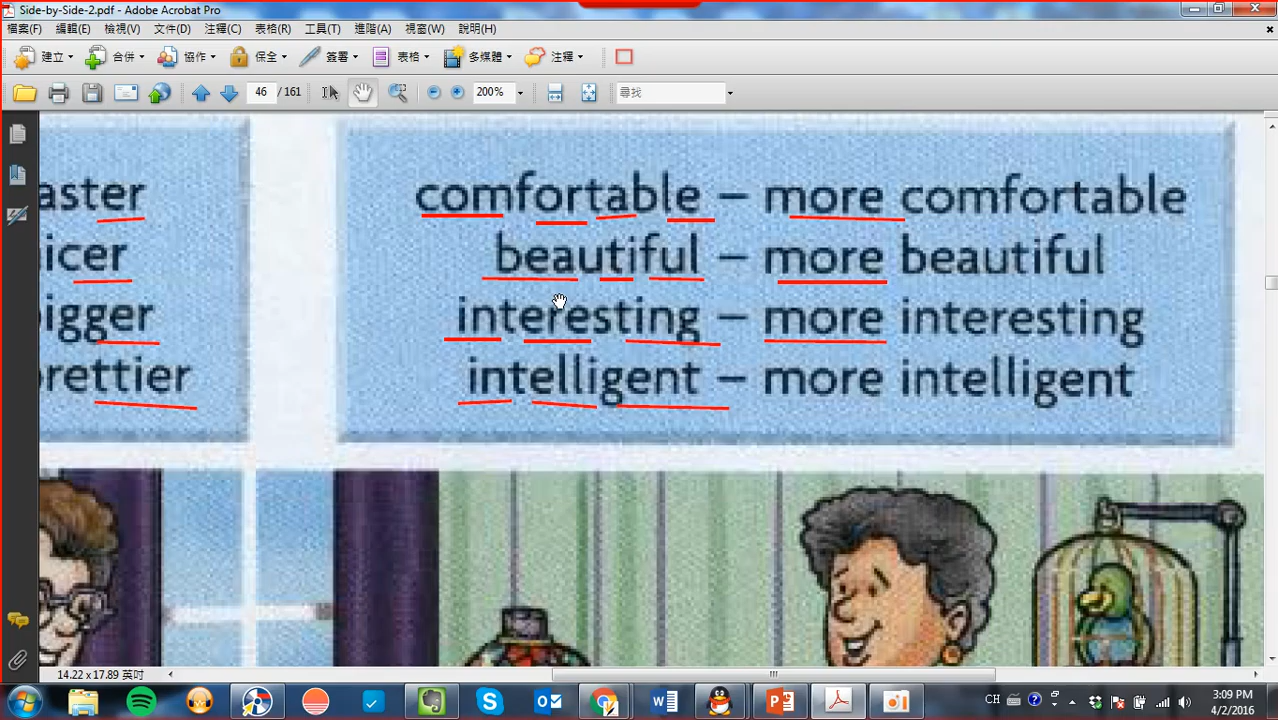 Side-by-Side-2.pdf - Adobe Acrobat Pro
檔案(F) 編輯(E) 檢視(V) 文件(D) 注釋(C) 表格(R) 工具(T) 進階(A) 視窗(W) 說明(H)
建立 合併 協作 保全 簽署 表格 多媒體 注釋
46 / 161 200% 尋找
aster
icer
igger
rettier
comfortable – more comfortable
beautiful – more beautiful
interesting – more interesting
intelligent – more intelligent
14.22 x 17.89 英吋
CH 3:09 PM
4/2/2016